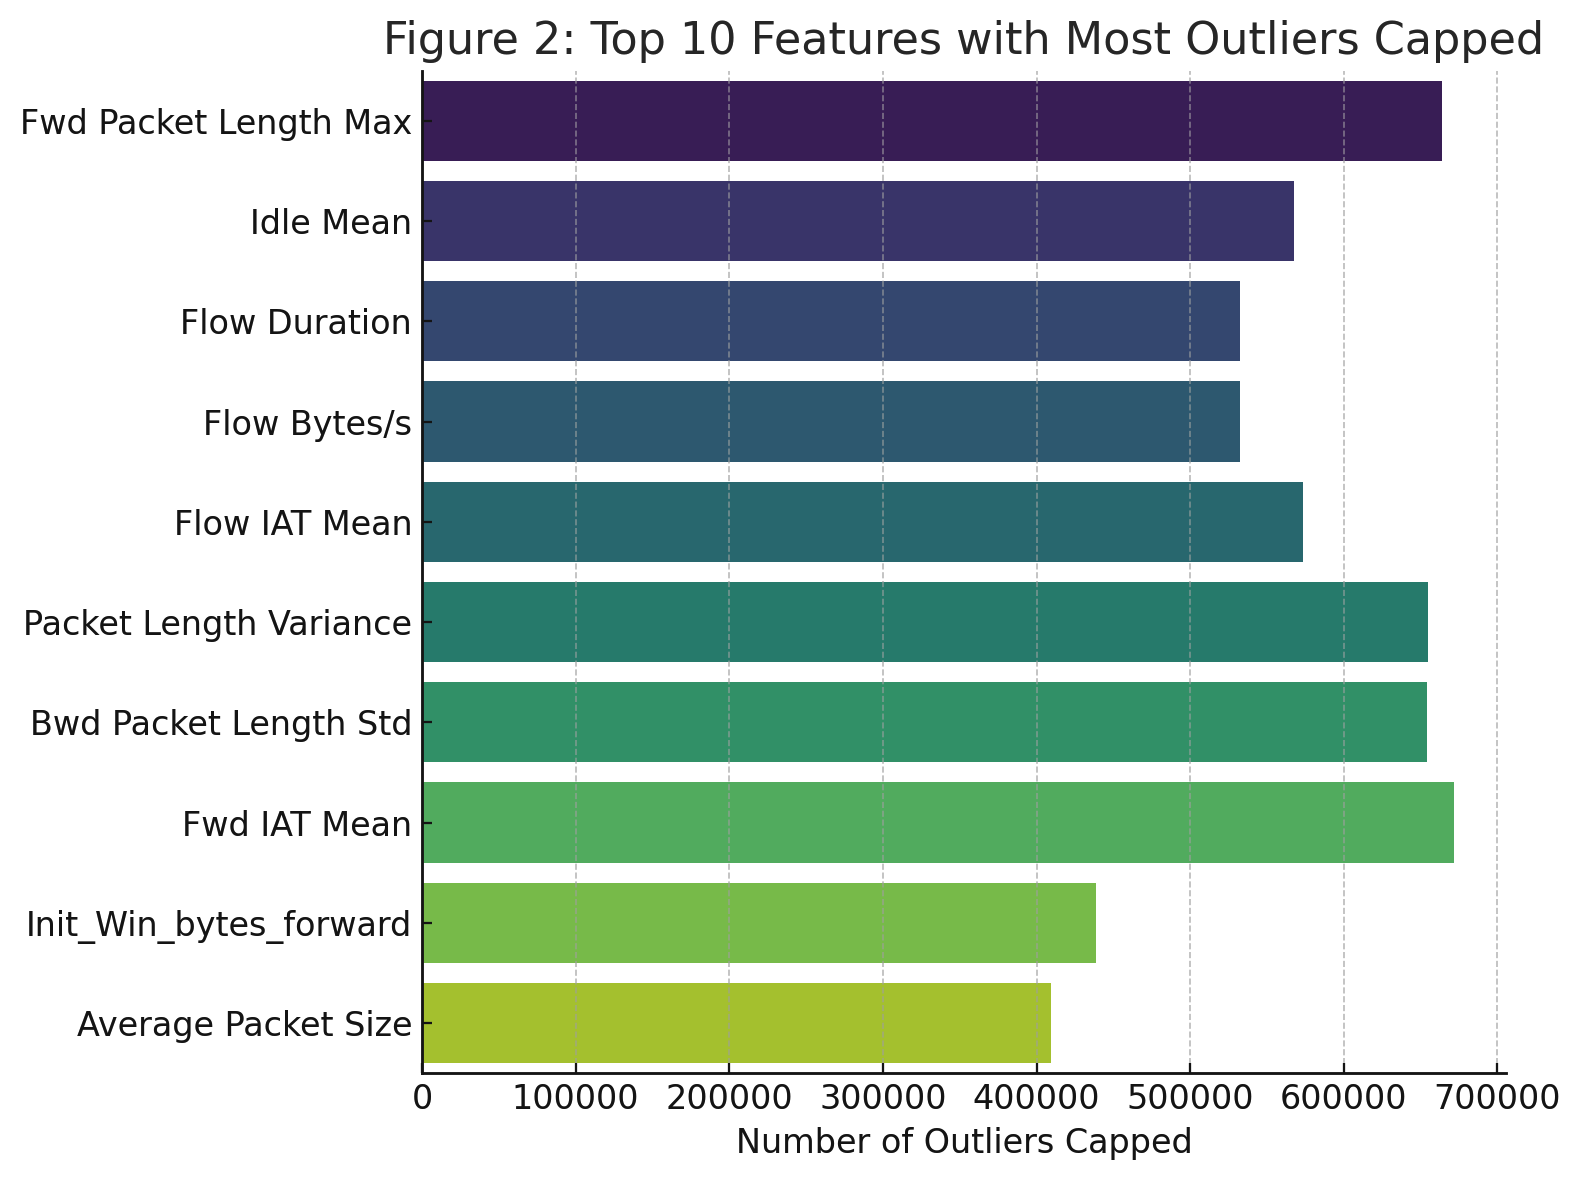 Figure 2: Top 10 Features with Most Outliers Capped
Fwd Packet Length Max
Idle Mean
Flow Duration
Flow Bytes/s
Flow IAT Mean
Packet Length Variance
Bwd Packet Length Std
Fwd IAT Mean
Init_Win_bytes_forward
Average Packet Size
0 100000 200000 300000 400000 500000 600000 700000
Number of Outliers Capped